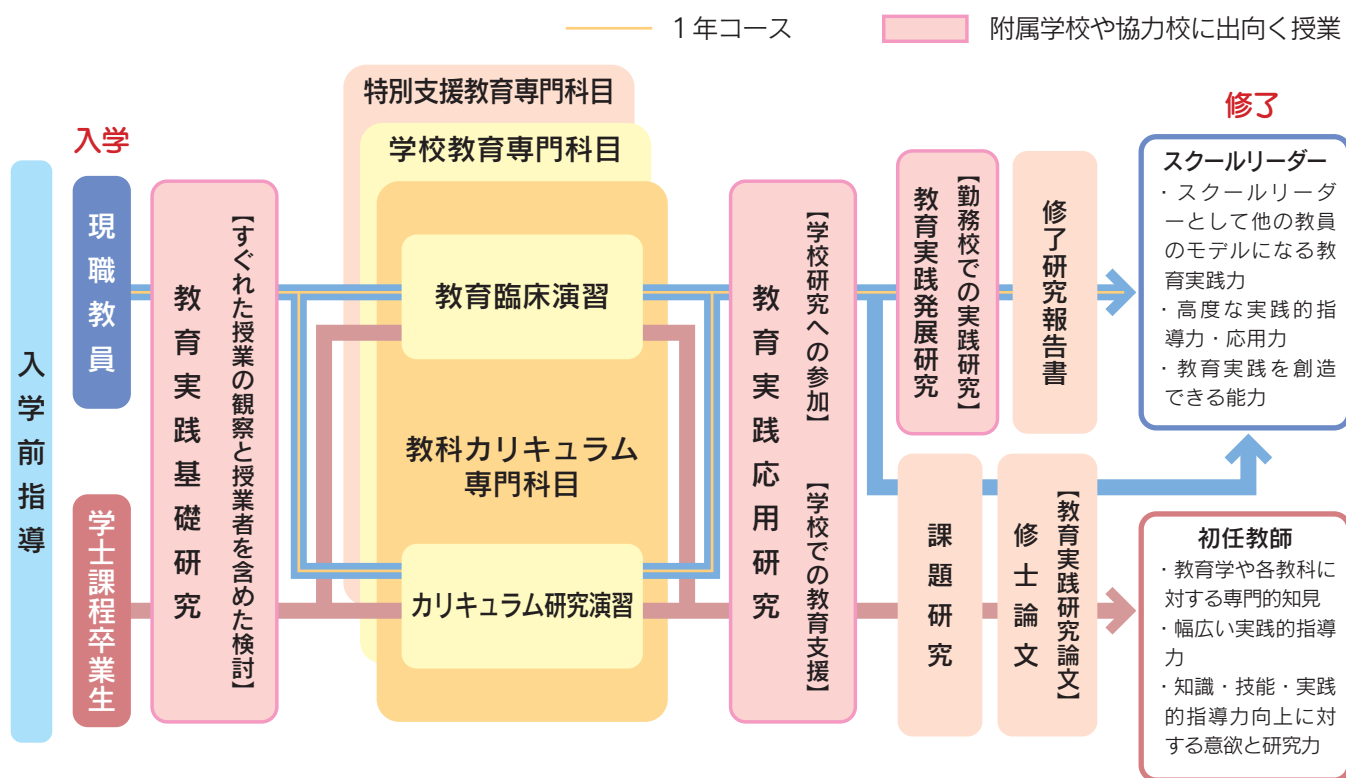 １年コース
附属学校や協力校に出向く授業
入学
修了
入学前指導
現職教員
学士課程卒業生
教育実践基礎研究
【すぐれた授業の観察と授業者を含めた検討】
特別支援教育専門科目
学校教育専門科目
教育臨床演習
教科カリキュラム
専門科目
カリキュラム研究演習
教育実践応用研究
【学校研究への参加】
【学校での教育支援】
教育実践発展研究
【勤務校での実践研究】
修了研究報告書
課題研究
修士論文
【教育実践研究論文】
スクールリーダー
・スクールリーダ
ーとして他の教員
のモデルになる教
育実践力
・高度な実践的指
導力・応用力
・教育実践を創造
できる能力
初任教師
・教育学や各教科に
対する専門的知見
・幅広い実践的指導
力
・知識・技能・実践
的指導力向上に対
する意欲と研究力